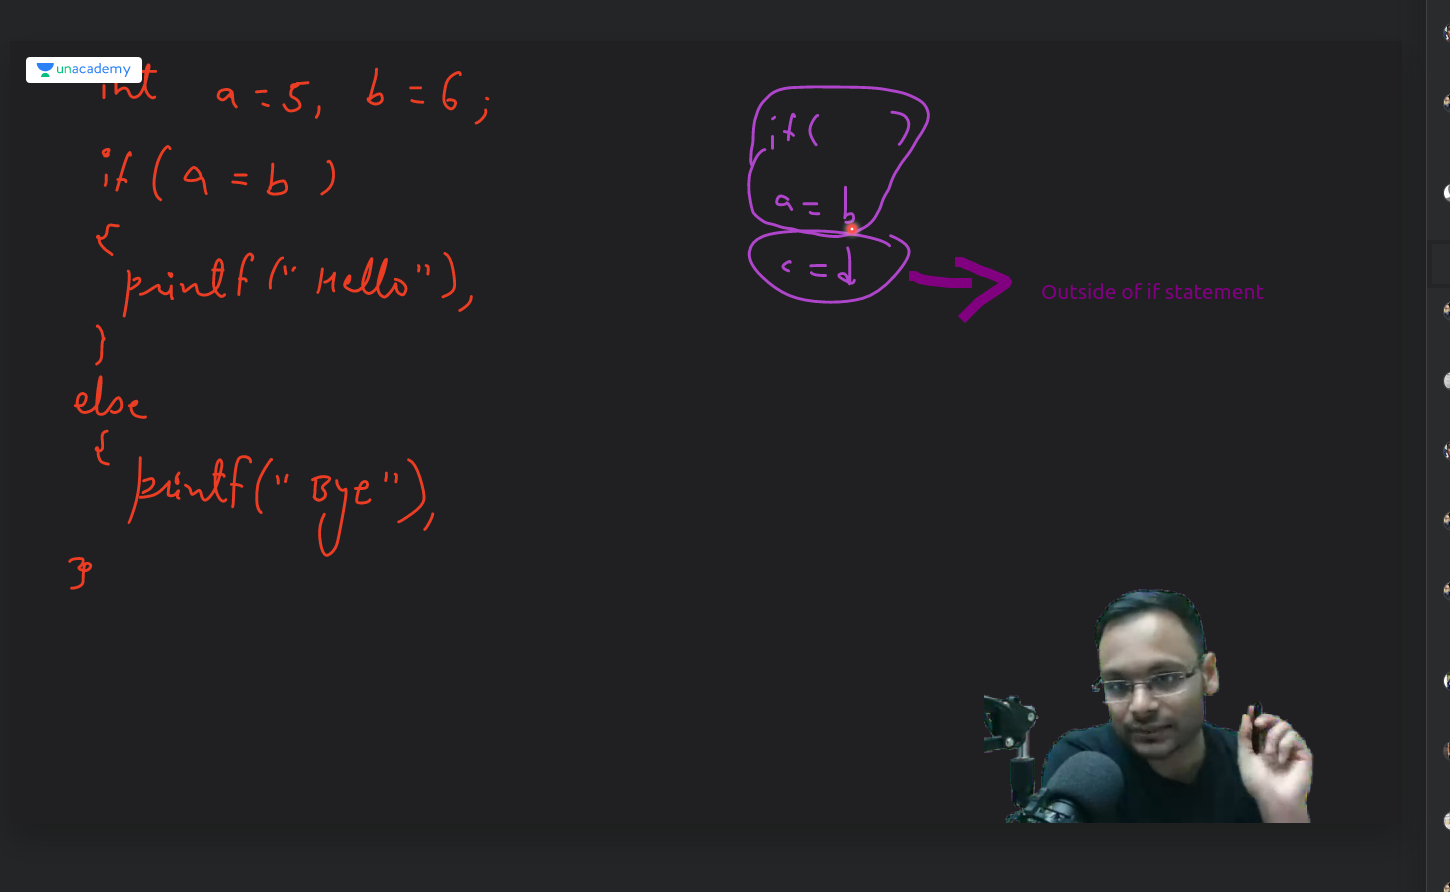 unacademy
int a = 5, b = 6;
if ( a = b )
{
printf (" Hello");
}
else
{
printf (" Bye");
}
if ( )
a = b
c = d
Outside of if statement